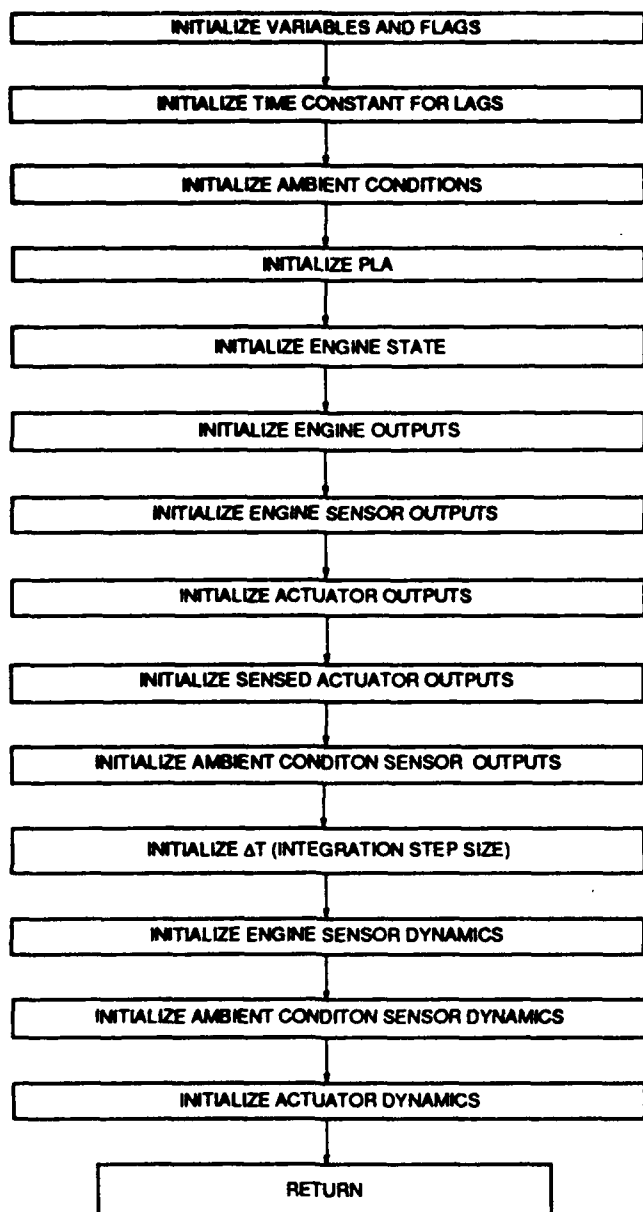 INITIALIZE VARIABLES AND FLAGS
INITIALIZE TIME CONSTANT FOR LAGS
INITIALIZE AMBIENT CONDITIONS
INITIALIZE PLA
INITIALIZE ENGINE STATE
INITIALIZE ENGINE OUTPUTS
INITIALIZE ENGINE SENSOR OUTPUTS
INITIALIZE ACTUATOR OUTPUTS
INITIALIZE SENSED ACTUATOR OUTPUTS
INITIALIZE AMBIENT CONDITON SENSOR OUTPUTS
INITIALIZE ΔT (INTEGRATION STEP SIZE)
INITIALIZE ENGINE SENSOR DYNAMICS
INITIALIZE AMBIENT CONDITON SENSOR DYNAMICS
INITIALIZE ACTUATOR DYNAMICS
RETURN